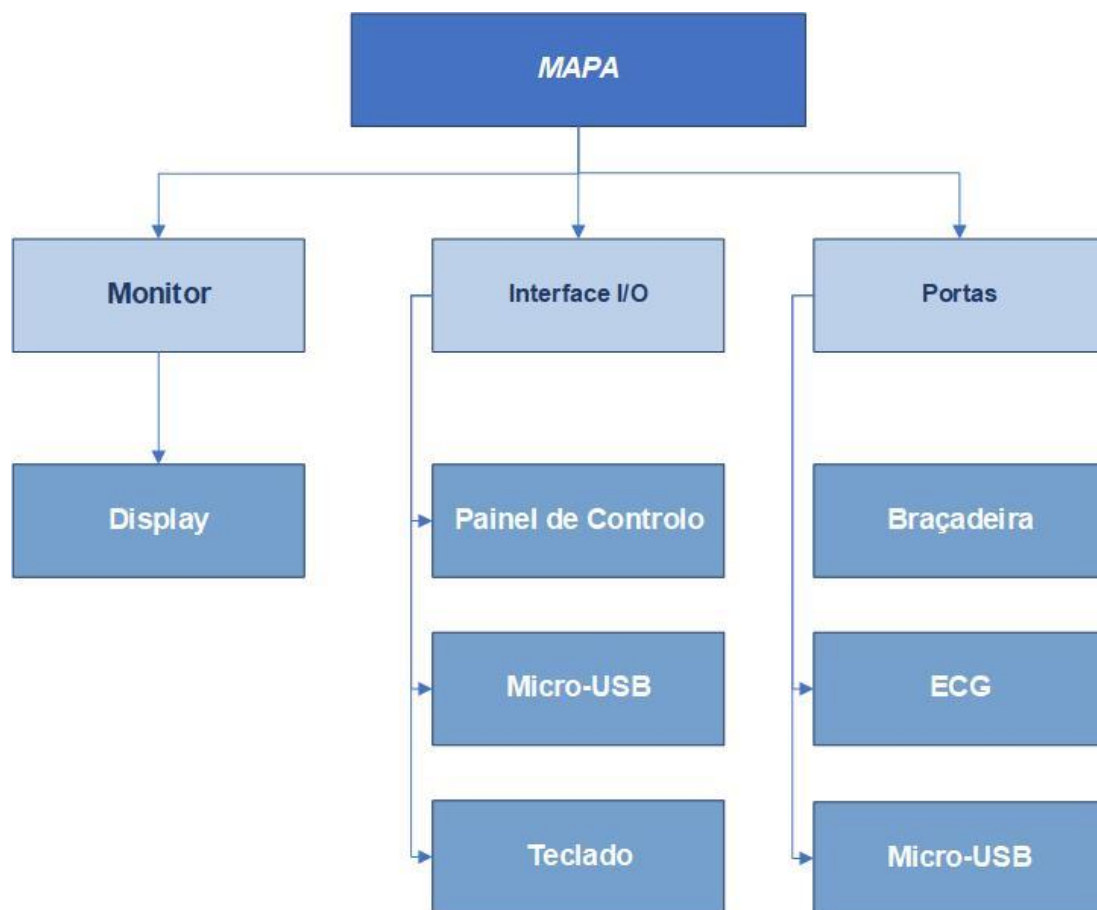 MAPA
Monitor
Interface I/O
Portas
Display
Painel de Controlo
Braçadeira
Micro-USB
ECG
Teclado
Micro-USB